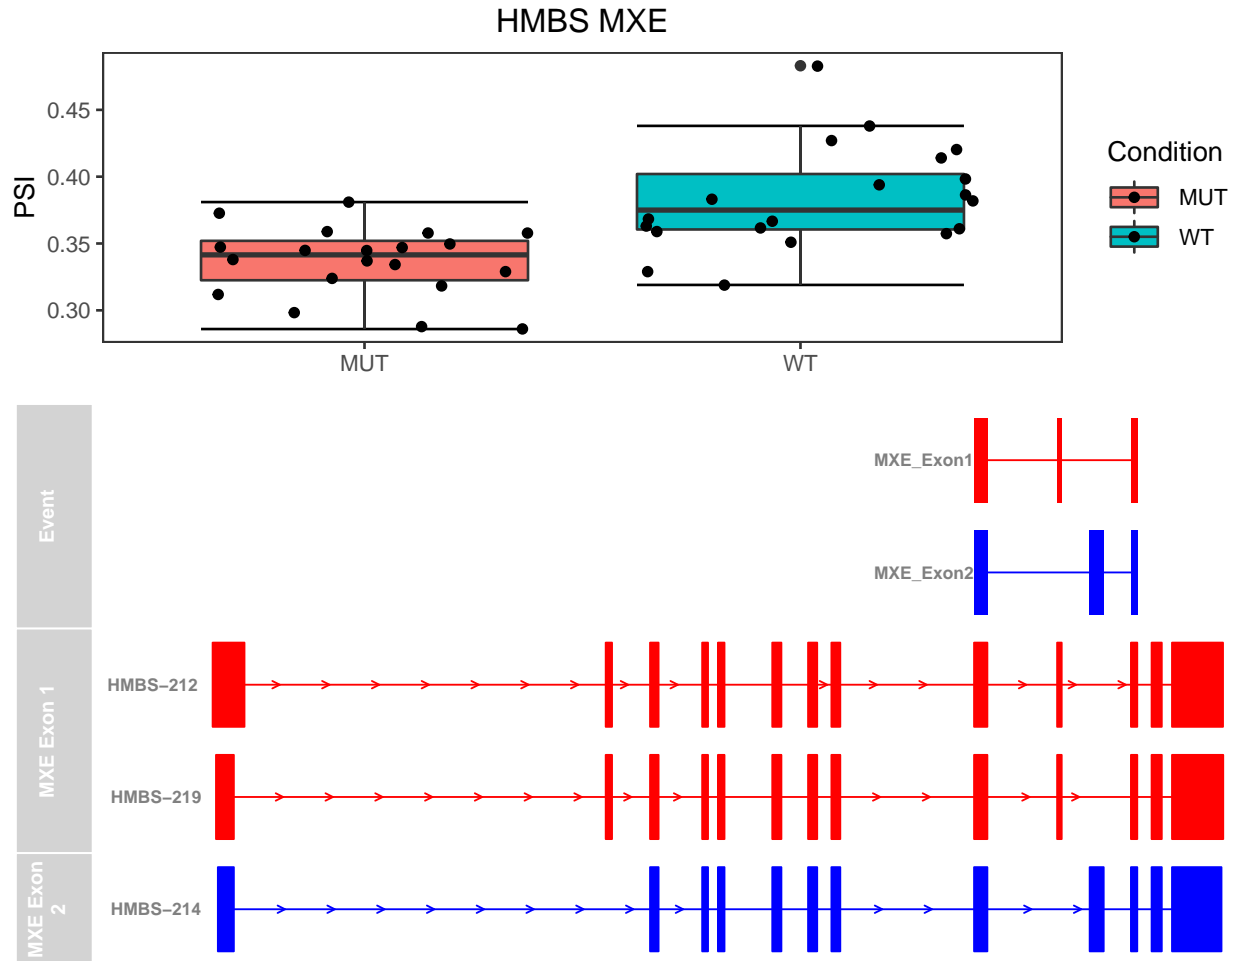 HMBS MXE
PSI
0.45
0.40
0.35
0.30
MUT
WT
Condition
MUT
WT
Event
MXE_Exon1
MXE_Exon2
MXE Exon 1
HMBS–212
HMBS–219
MXE Exon
2
HMBS–214